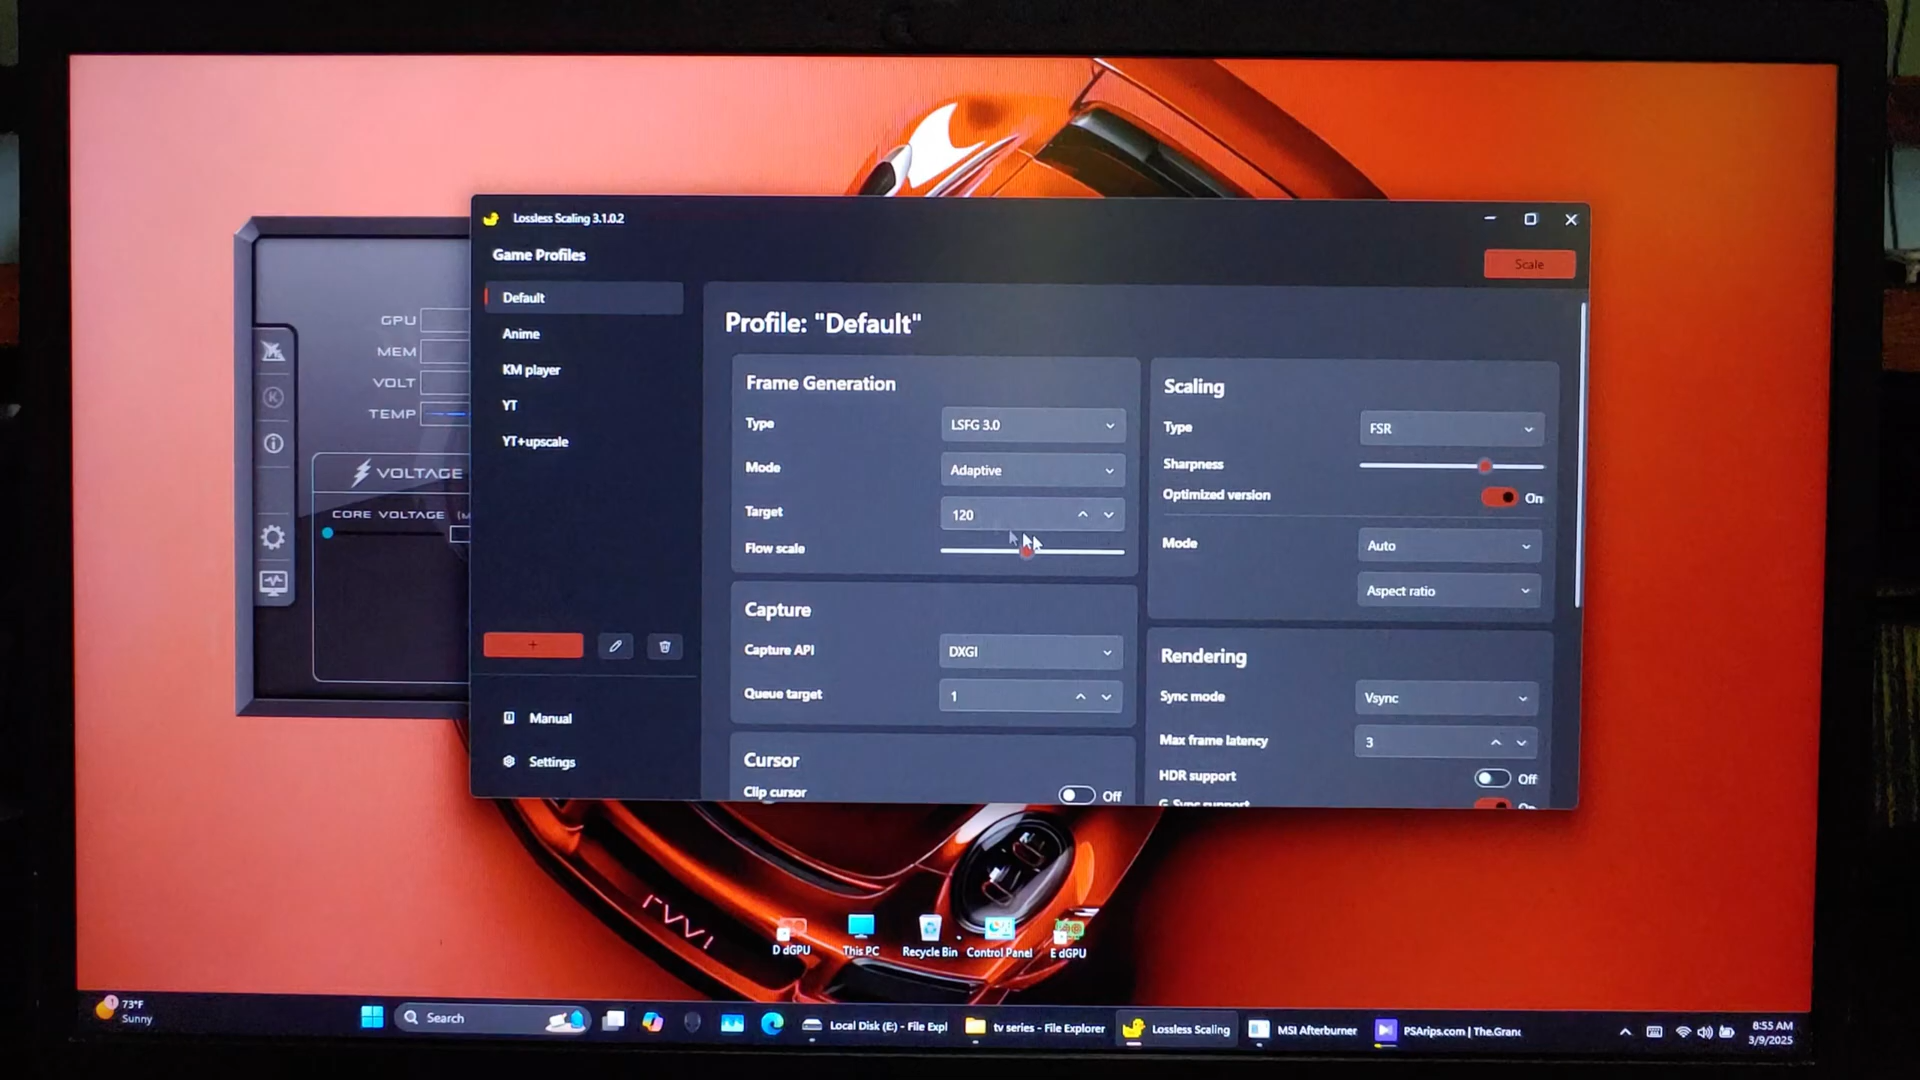 Lossless Scaling 3.1.0.2
Game Profiles
Scale
Default
Anime
KM player
YT
YT+upscale
+
Manual
Settings
Profile: "Default"
Frame Generation
Type
LSFG 3.0
Mode
Adaptive
Target
120
Flow scale
Capture
Capture API
DXGI
Queue target
1
Cursor
Clip cursor
Off
Scaling
Type
FSR
Sharpness
Optimized version
On
Mode
Auto
Aspect ratio
Rendering
Sync mode
Vsync
Max frame latency
3
HDR support
Off
G-Sync support
On
GPU
MEM
VOLT
TEMP
K
VOLTAGE
CORE VOLTAGE (M
D dGPU
This PC
Recycle Bin
Control Panel
E dGPU
1
73°F
Sunny
Search
Local Disk (E:) - File Expl
tv series - File Explorer
Lossless Scaling
MSI Afterburner
PSArips.com | The.Grand
8:55 AM
3/9/2025